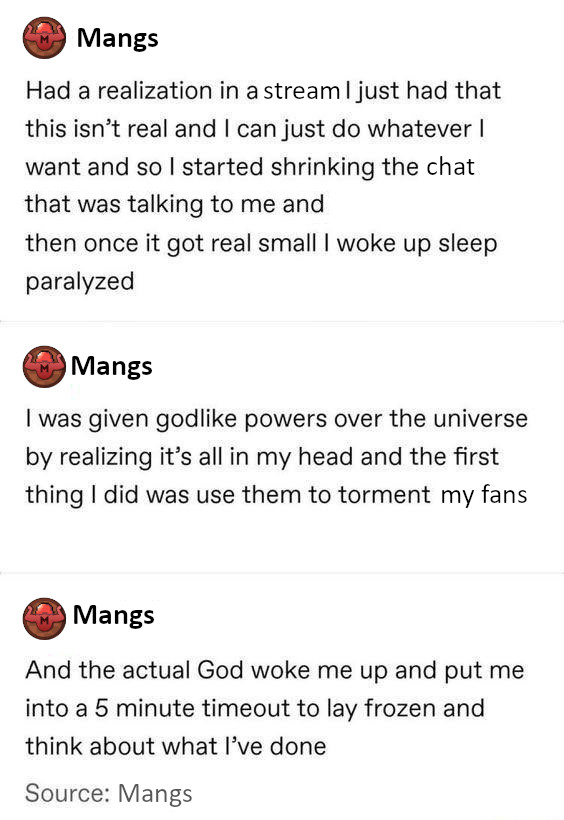 Mangs
Had a realization in a stream I just had that
this isn't real and I can just do whatever I
want and so I started shrinking the chat
that was talking to me and
then once it got real small I woke up sleep
paralyzed
Mangs
I was given godlike powers over the universe
by realizing it's all in my head and the first
thing I did was use them to torment my fans
Mangs
And the actual God woke me up and put me
into a 5 minute timeout to lay frozen and
think about what I've done
Source: Mangs